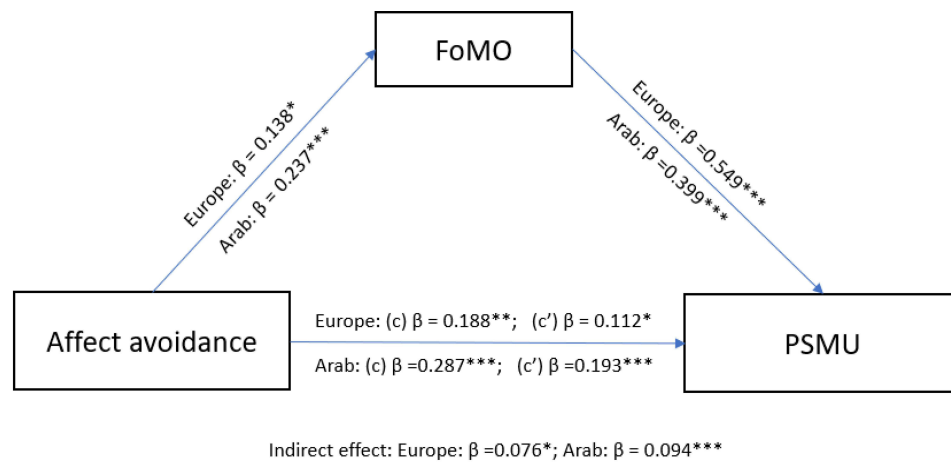 FoMO
Europe: β = 0.138*
Arab: β = 0.237***
Europe: β =0.549***
Arab: β =0.399***
Affect avoidance
Europe: (c) β = 0.188**; (c’) β = 0.112*
Arab: (c) β =0.287***; (c’) β =0.193***
PSMU
Indirect effect: Europe: β =0.076*; Arab: β = 0.094***